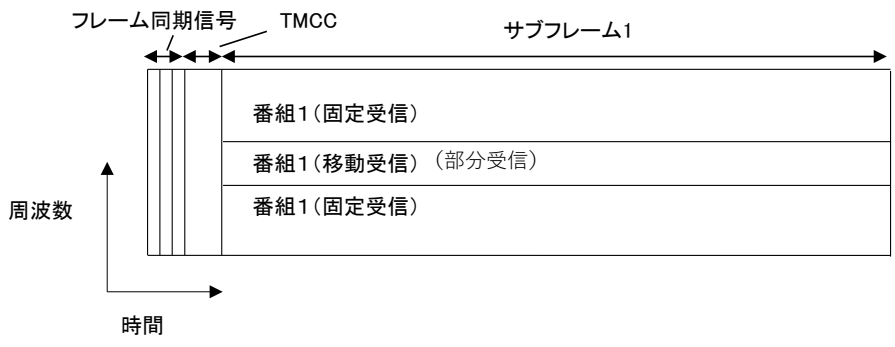 フレーム同期信号
TMCC
サブフレーム1
番組1(固定受信)
番組1(移動受信) (部分受信)
番組1(固定受信)
周波数
時間